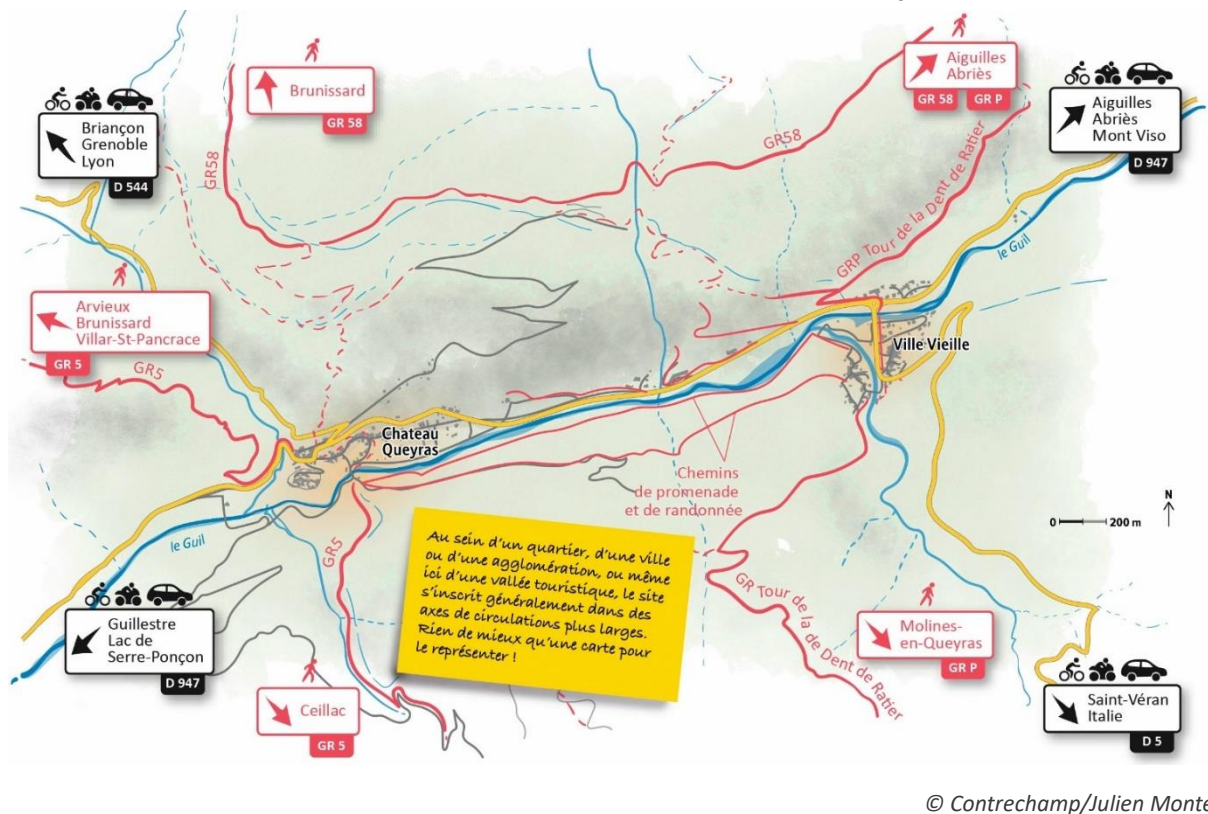 Brunissard
GR 58
Aiguilles
Abriès
GR 58
GR P
Briançon
Grenoble
Lyon
D 544
Aiguilles
Abriès
Mont Viso
D 947
GR58
GR58
GRP Tour de la Dent de Ratier
le Guil
Arvieux
Brunissard
Villar-St-Pancrace
GR 5
GR5
Ville Vieille
Chateau
Queyras
Chemins
de promenade
et de randonnée
N
0
200 m
le Guil
GR5
Au sein d'un quartier, d'une ville
ou d'une agglomération, ou même
ici d'une vallée touristique, le site
s'inscrit généralement dans des
axes de circulations plus larges.
Rien de mieux qu'une carte pour
le représenter !
GR Tour de la de Dent de Ratier
Guillestre
Lac de
Serre-Ponçon
D 947
Ceillac
GR 5
Molines-
en-Queyras
GR P
Saint-Véran
Italie
D 5
© Contrechamp/Julien Monte